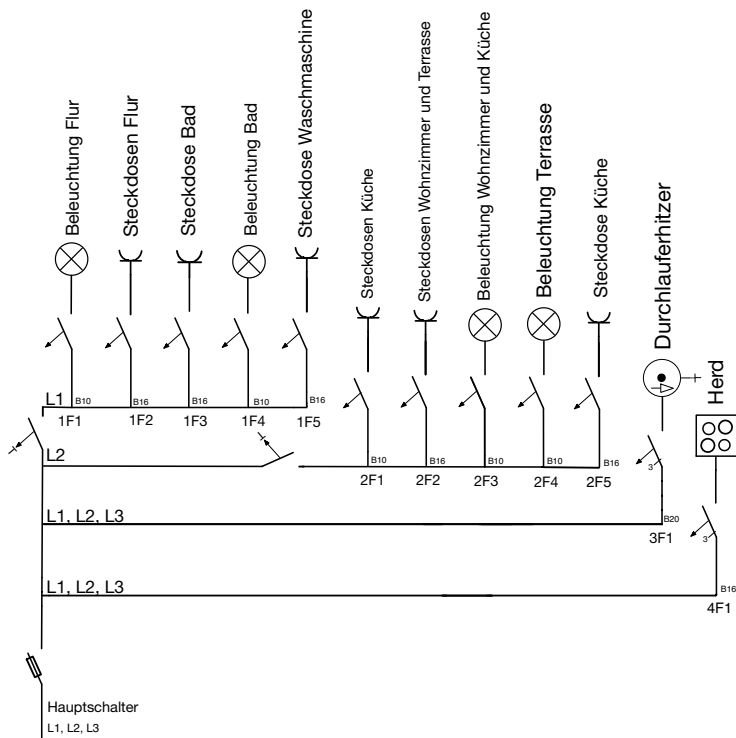 Beleuchtung Flur
Steckdosen Flur
Steckdose Bad
Beleuchtung Bad
Steckdose Waschmaschine
Steckdosen Küche
Steckdosen Wohnzimmer und Terrasse
Beleuchtung Wohnzimmer und Küche
Beleuchtung Terrasse
Steckdose Küche
Durchlauferhitzer
Herd
L1 B10 B16 B16 B10 B16
1F1 1F2 1F3 1F4 1F5
L2 B10 B16 B10 B10 B16
2F1 2F2 2F3 2F4 2F5
3
L1, L2, L3 B20
3F1
3
L1, L2, L3 B16
4F1
Hauptschalter
L1, L2, L3